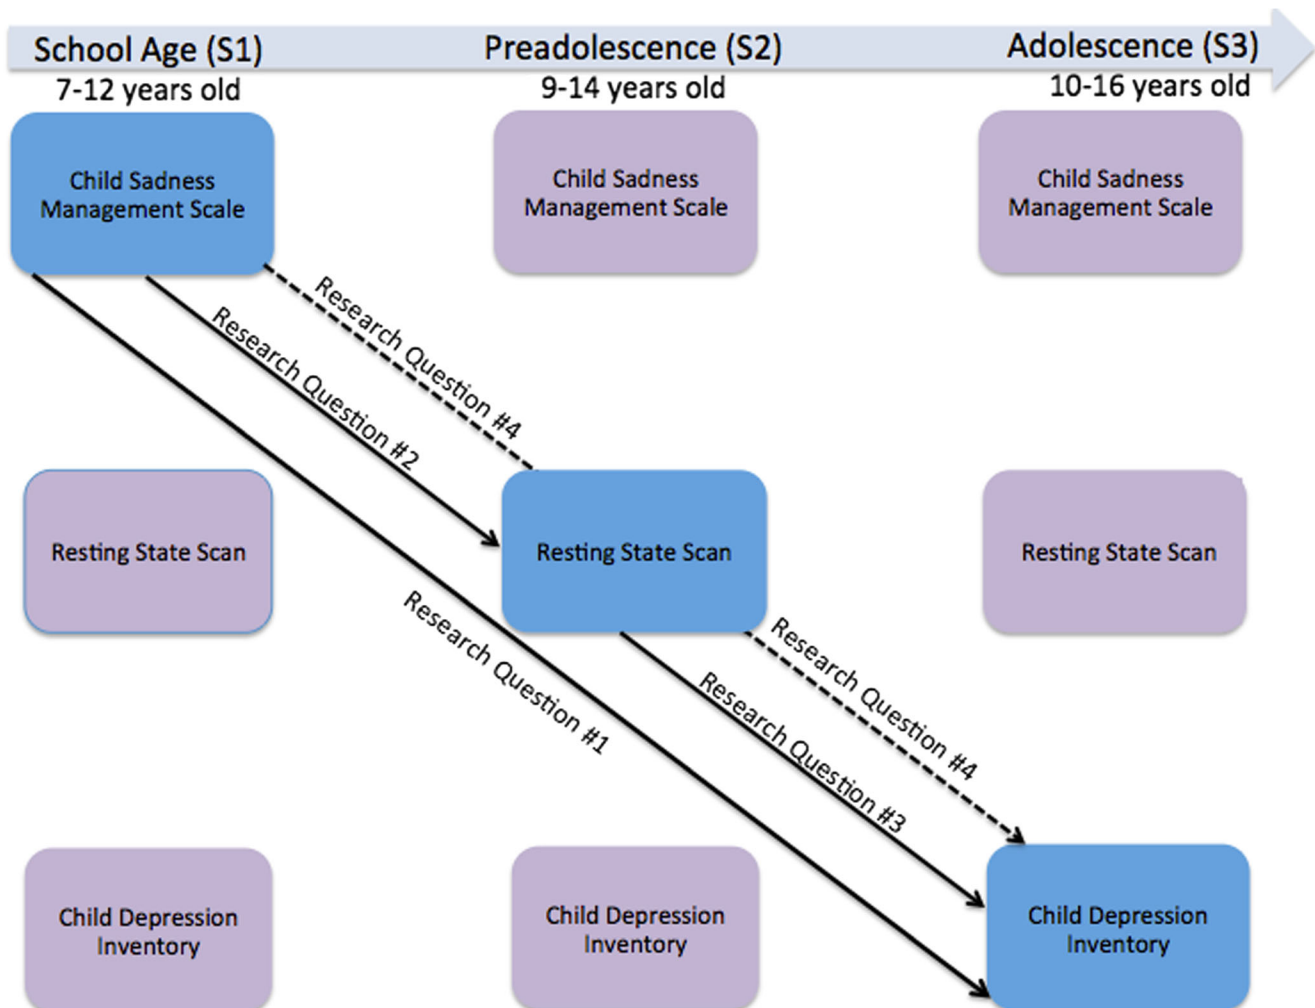 School Age (S1)
Preadolescence (S2)
Adolescence (S3)
7-12 years old
9-14 years old
10-16 years old
Child Sadness
Management Scale
Child Sadness
Management Scale
Child Sadness
Management Scale
Research Question #4
Research Question #2
Resting State Scan
Resting State Scan
Resting State Scan
Research Question #1
Research Question #4
Research Question #3
Child Depression
Inventory
Child Depression
Inventory
Child Depression
Inventory